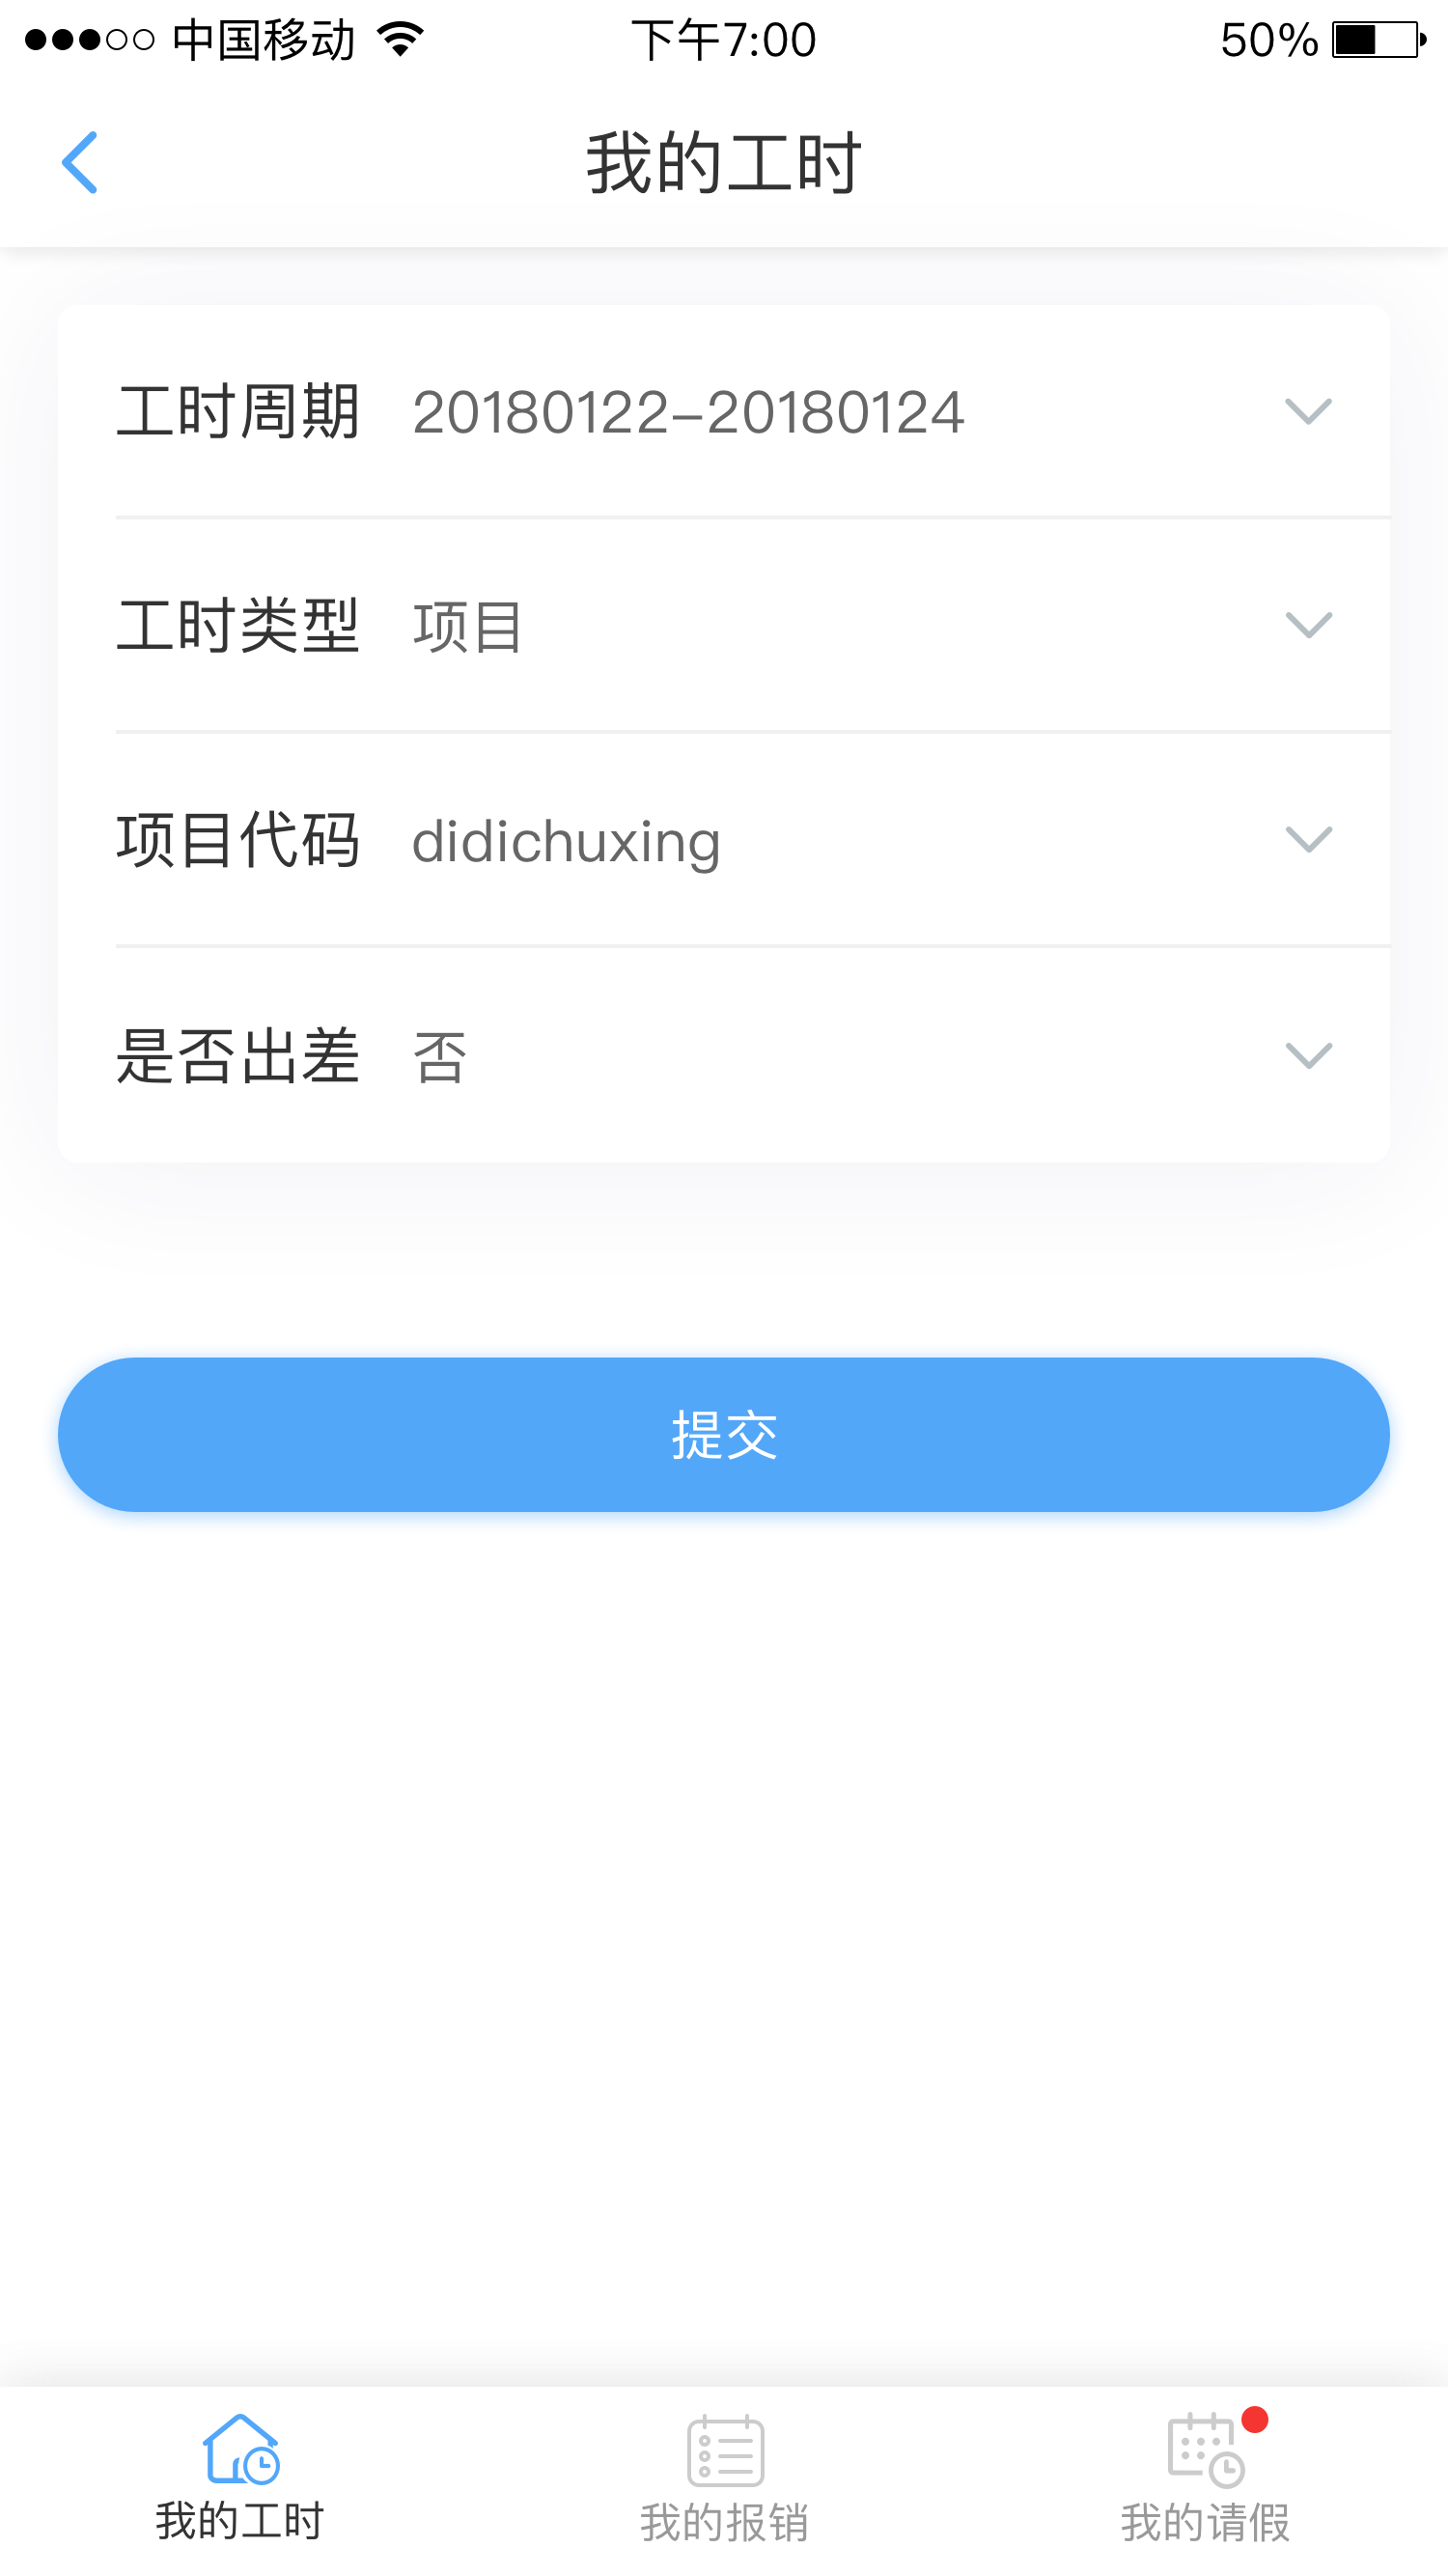 中国移动 下午7:00 50%
我的工时
工时周期 20180122-20180124
工时类型 项目
项目代码 didichuxing
是否出差 否
提交
我的工时 我的报销 我的请假